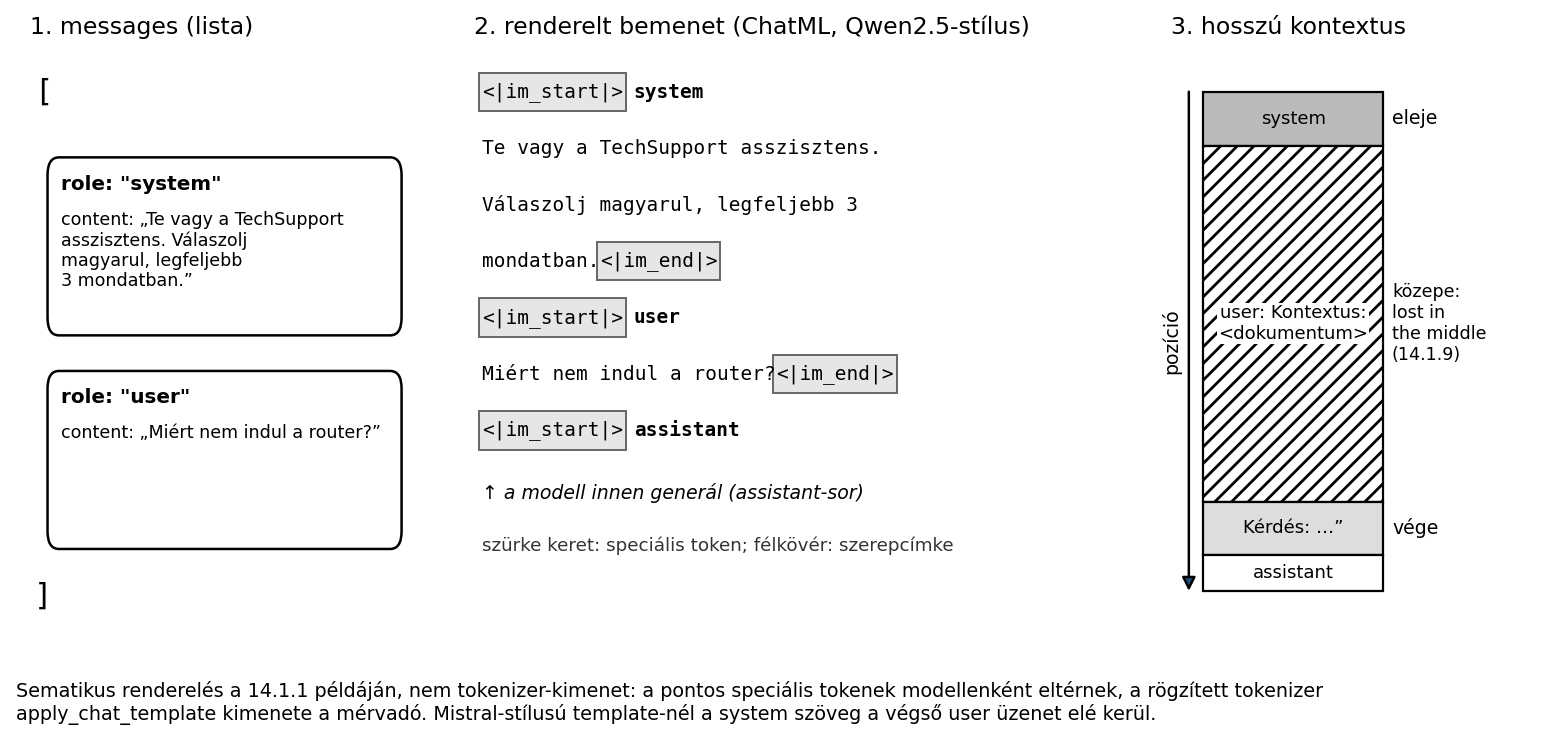 1. messages (lista)
[
role: "system"
content: „Te vagy a TechSupport
asszisztens. Válaszolj
magyarul, legfeljebb
3 mondatban.”
role: "user"
content: „Miért nem indul a router?”
]
2. renderelt bemenet (ChatML, Qwen2.5-stílus)
<|im_start|> system
Te vagy a TechSupport asszisztens.
Válaszolj magyarul, legfeljebb 3
mondatban.<|im_end|>
<|im_start|> user
Miért nem indul a router?<|im_end|>
<|im_start|> assistant
↑ a modell innen generál (assistant-sor)
szürke keret: speciális token; félkövér: szerepcímke
3. hosszú kontextus
pozíció
system
eleje
user: Kontextus:
<dokumentum>
közepe:
lost in
the middle
(14.1.9)
Kérdés: …”
vége
assistant
Sematikus renderelés a 14.1.1 példáján, nem tokenizer-kimenet: a pontos speciális tokenek modellenként eltérnek, a rögzített tokenizer
apply_chat_template kimenete a mérvadó. Mistral-stílusú template-nél a system szöveg a végső user üzenet elé kerül.